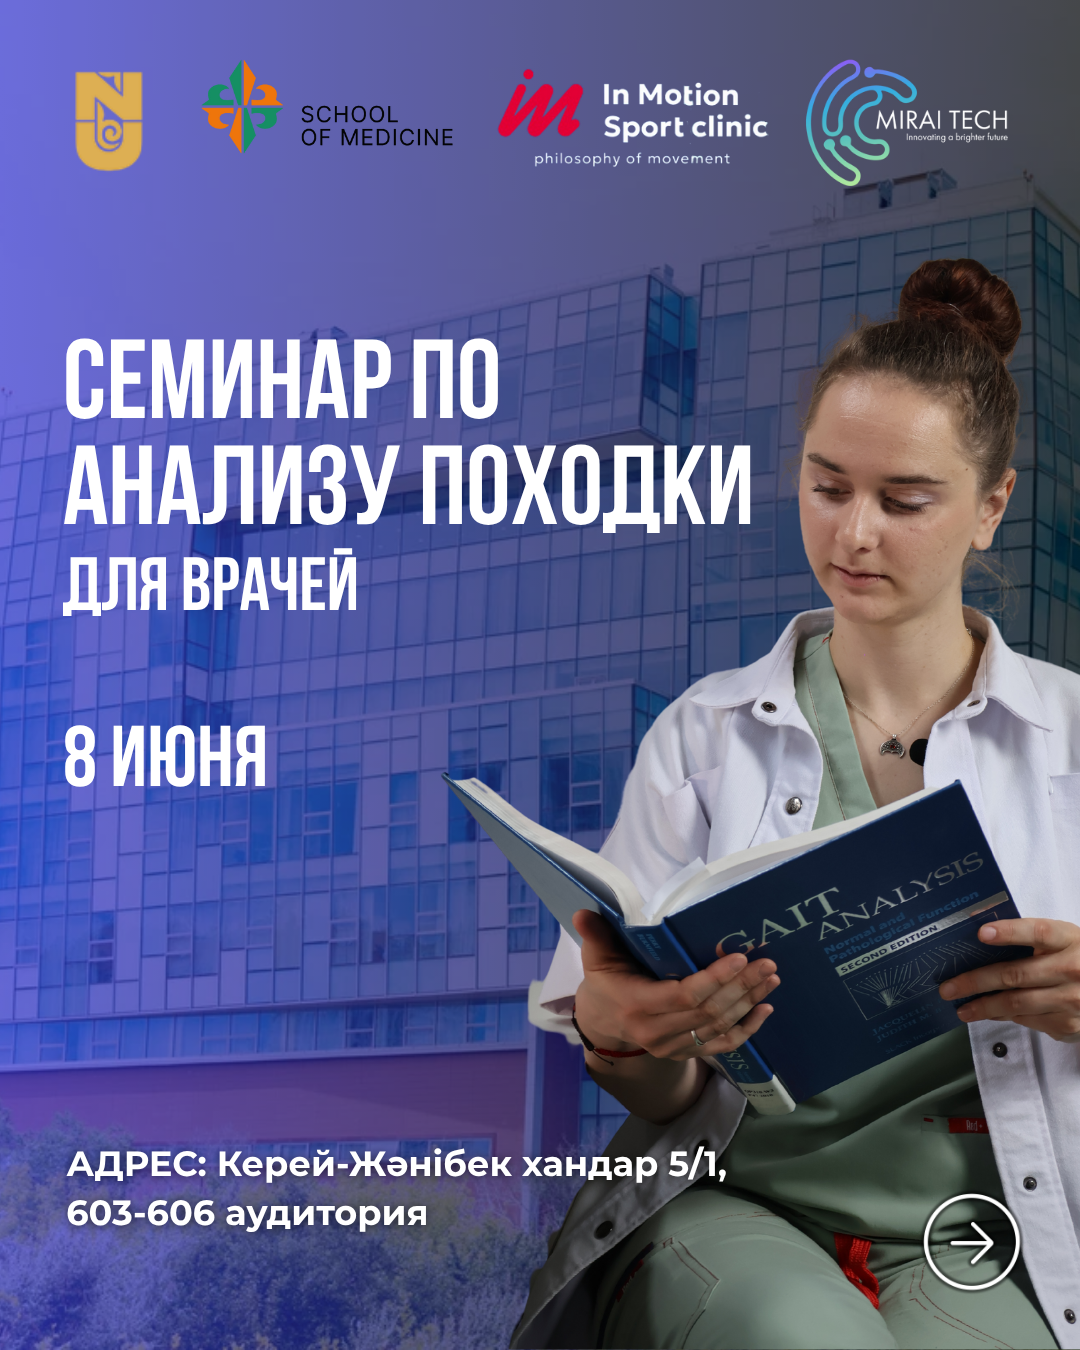 SCHOOL
OF MEDICINE
im
In Motion
Sport clinic
philosophy of movement
MIRAI TECH
Innovating a brighter future
СЕМИНАР ПО
АНАЛИЗУ ПОХОДКИ
ДЛЯ ВРАЧЕЙ
8 ИЮНЯ
GAIT
ANALYSIS
Normal and
Pathological Function
SECOND EDITION
АДРЕС: Керей-Жәнібек хандар 5/1,
603-606 аудитория